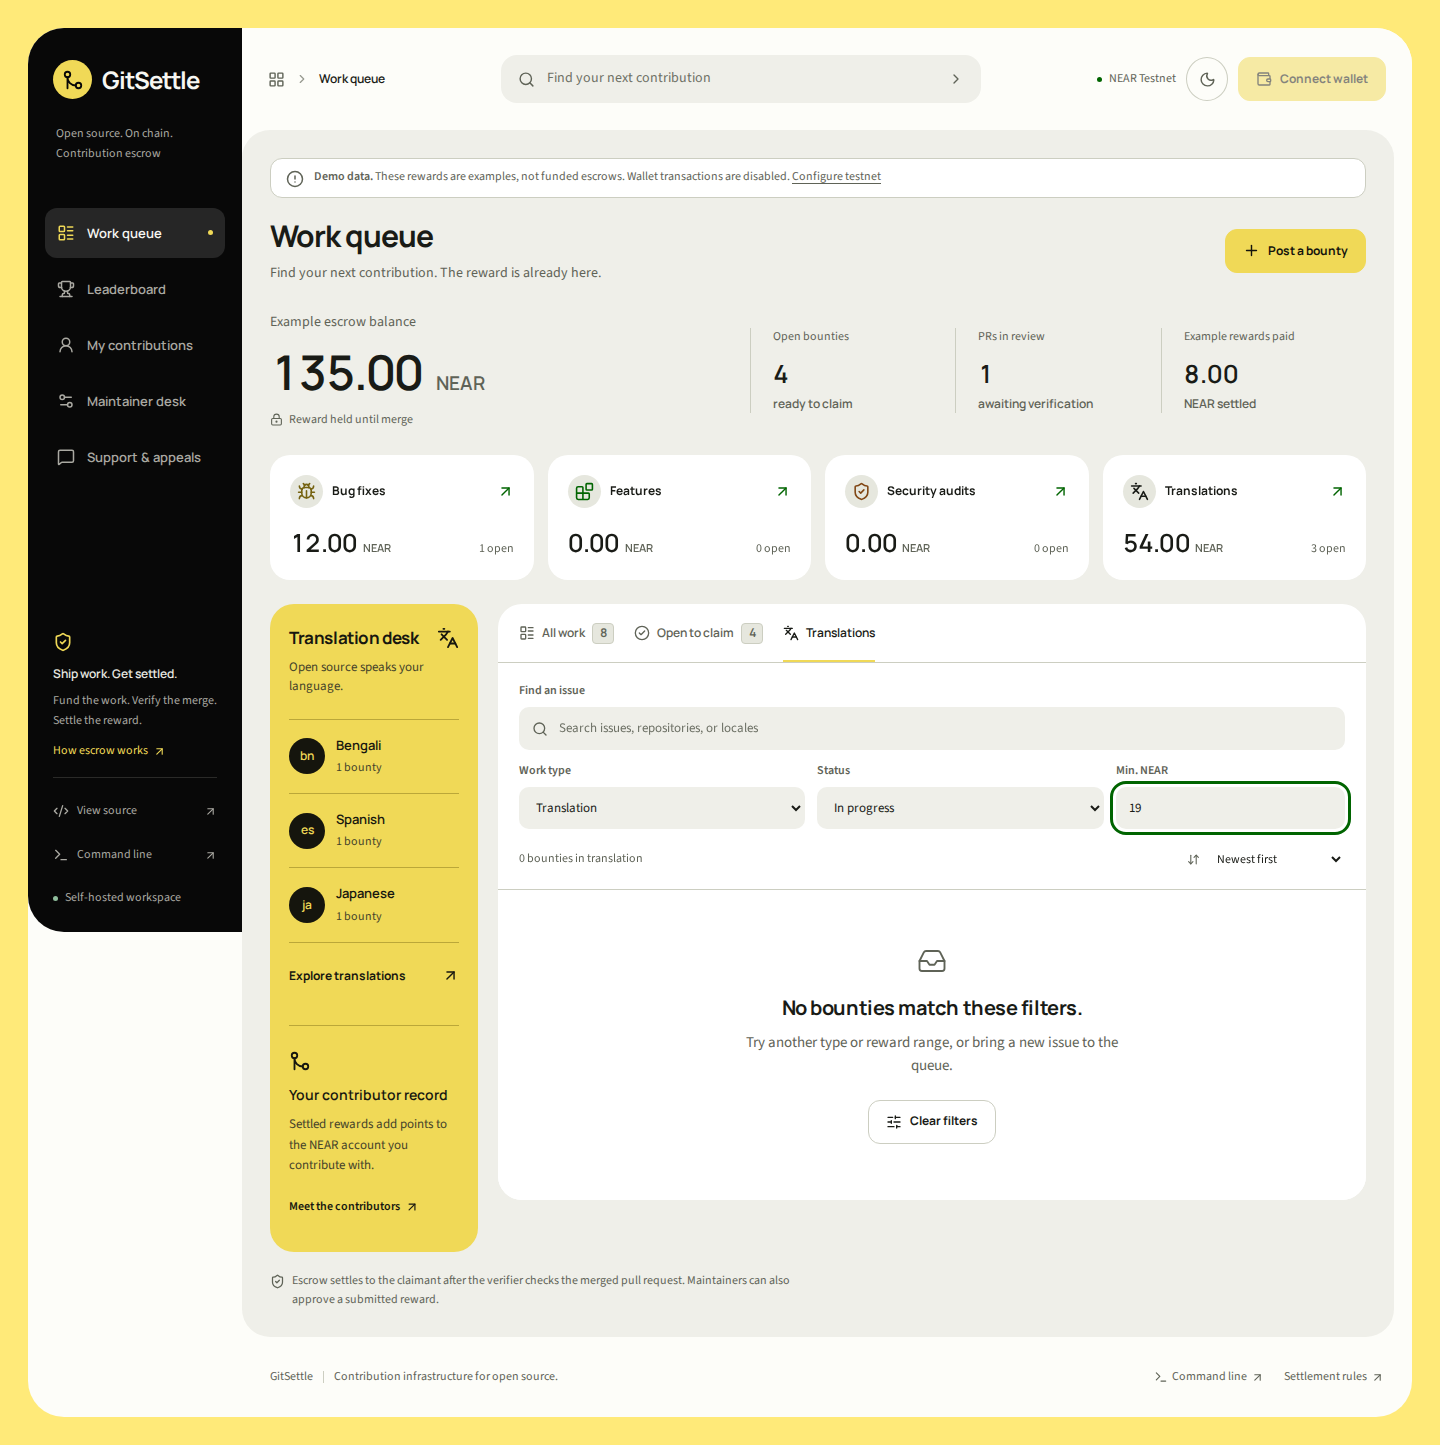 GitSettle
Open source. On chain.
Contribution escrow
Work queue
Leaderboard
My contributions
Maintainer desk
Support & appeals
Ship work. Get settled.
Fund the work. Verify the merge.
Settle the reward.
How escrow works
View source
Command line
Self-hosted workspace
Work queue
Find your next contribution
NEAR Testnet
Connect wallet
Demo data. These rewards are examples, not funded escrows. Wallet transactions are disabled. Configure testnet
Work queue
Find your next contribution. The reward is already here.
Post a bounty
Example escrow balance
135.00 NEAR
Reward held until merge
Open bounties
4
ready to claim
PRs in review
1
awaiting verification
Example rewards paid
8.00
NEAR settled
Bug fixes
12.00 NEAR
1 open
Features
0.00 NEAR
0 open
Security audits
0.00 NEAR
0 open
Translations
54.00 NEAR
3 open
Translation desk
Open source speaks your
language.
bn
Bengali
1 bounty
es
Spanish
1 bounty
ja
Japanese
1 bounty
Explore translations
Your contributor record
Settled rewards add points to
the NEAR account you
contribute with.
Meet the contributors
All work 8
Open to claim 4
Translations
Find an issue
Search issues, repositories, or locales
Work type
Translation
Status
In progress
Min. NEAR
19
0 bounties in translation
Newest first
No bounties match these filters.
Try another type or reward range, or bring a new issue to the
queue.
Clear filters
Escrow settles to the claimant after the verifier checks the merged pull request. Maintainers can also
approve a submitted reward.
GitSettle
Contribution infrastructure for open source.
Command line
Settlement rules